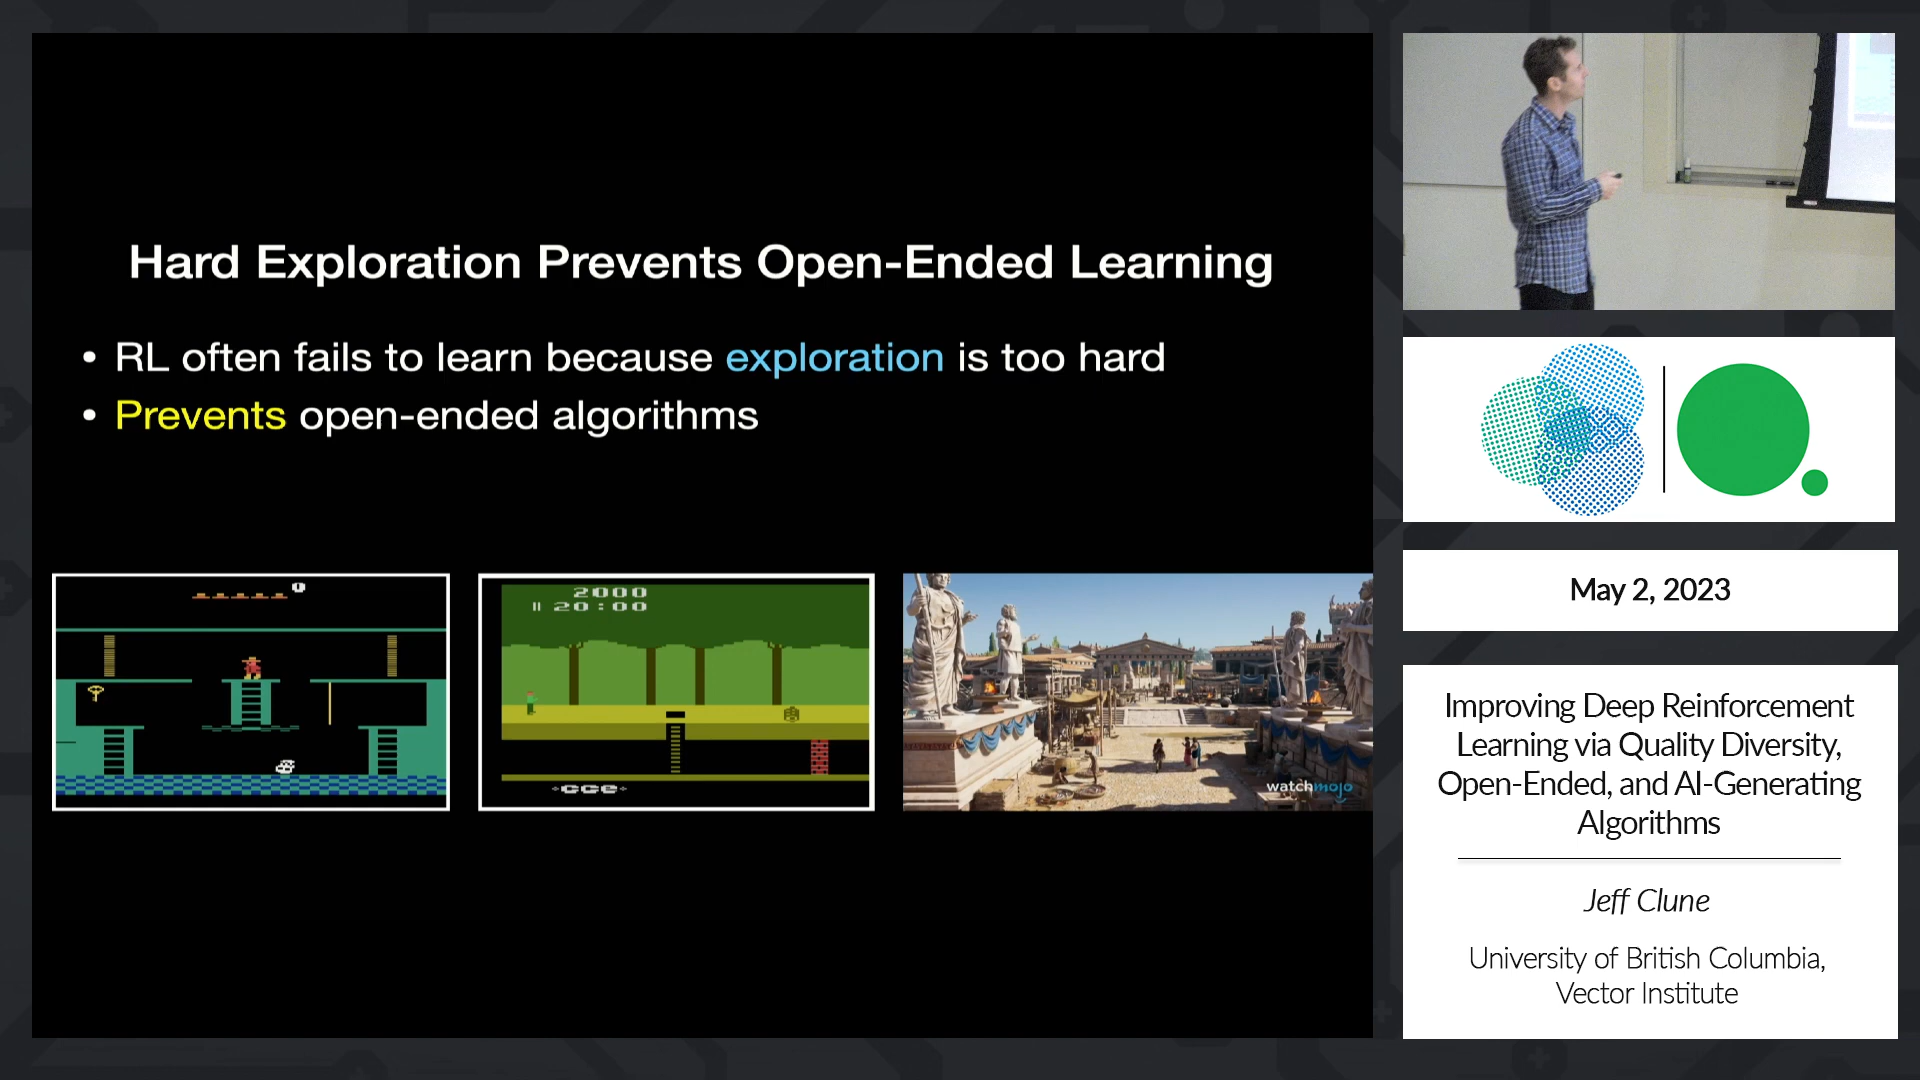 Hard Exploration Prevents Open-Ended Learning
• RL often fails to learn because exploration is too hard
• Prevents open-ended algorithms
2000
20:00
watchmojo
May 2, 2023
Improving Deep Reinforcement
Learning via Quality Diversity,
Open-Ended, and AI-Generating
Algorithms
Jeff Clune
University of British Columbia,
Vector Institute